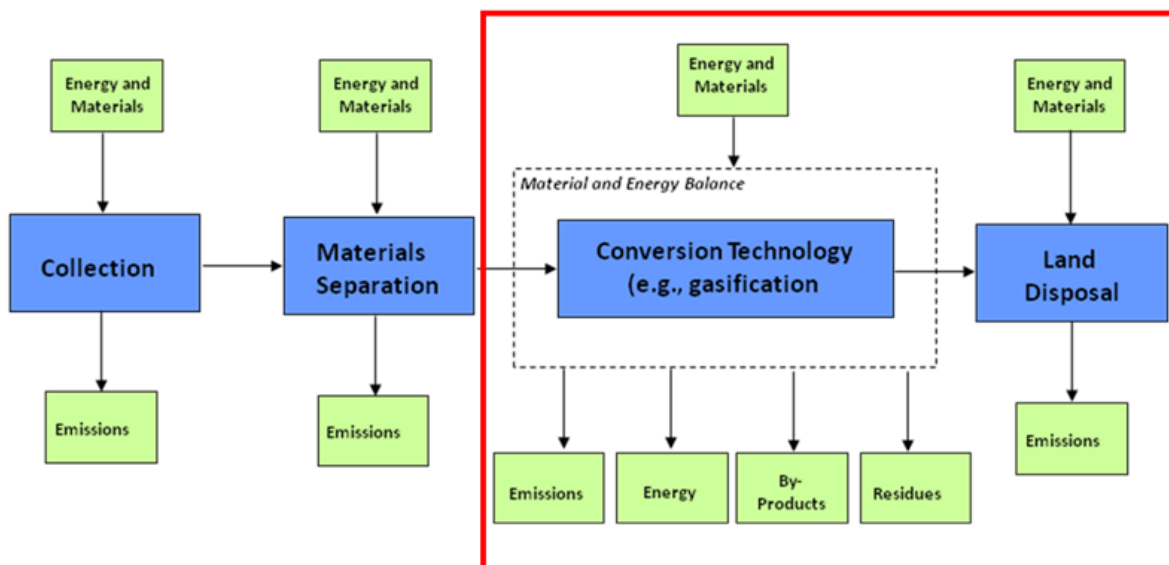 Energy and
Materials
Energy and
Materials
Energy and
Materials
Energy and
Materials
Material and Energy Balance
Collection
Materials
Separation
Conversion Technology
(e.g., gasification
Land
Disposal
Emissions
Emissions
Emissions
Energy
By-
Products
Residues
Emissions